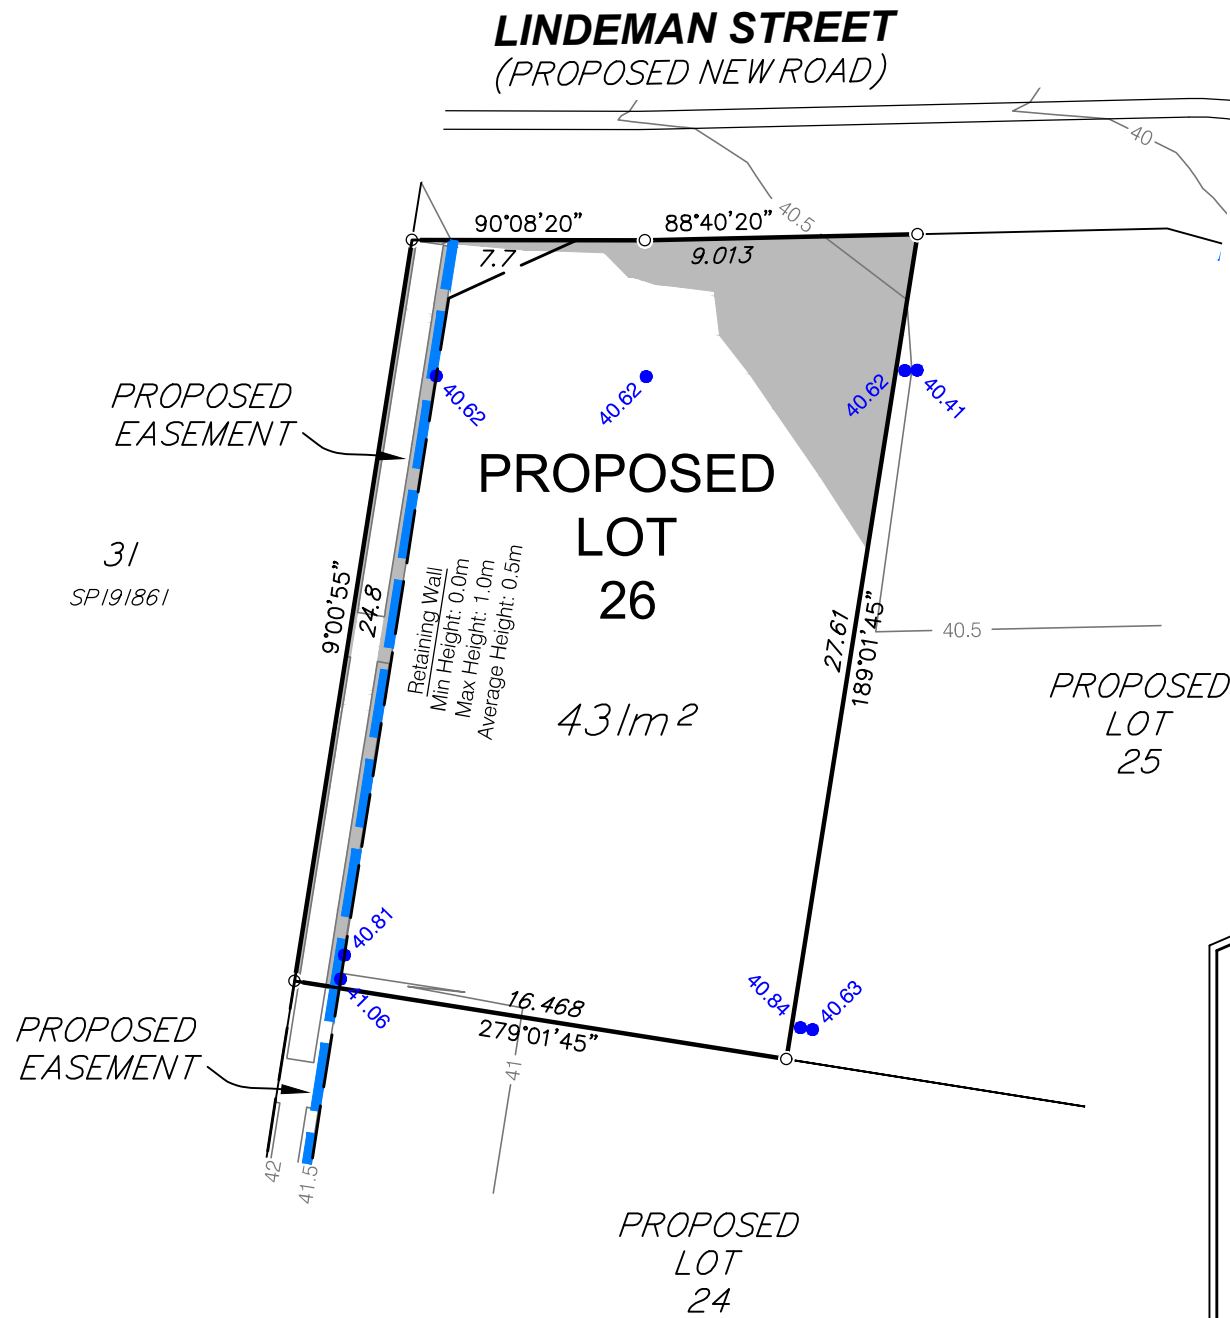 LINDEMAN STREET
(PROPOSED NEW ROAD)
40
40.5
90°08'20"
88°40'20"
7.7
9.013
PROPOSED
EASEMENT
40.62
40.62
40.62
40.41
PROPOSED
LOT
26
31
SP191861
9°00'55"
24.8
Retaining Wall
Min Height: 0.0m
Max Height: 1.0m
Average Height: 0.5m
27.61
189°01'45"
40.5
431m²
PROPOSED
LOT
25
40.81
41.06
40.84
40.63
16.468
279°01'45"
PROPOSED
EASEMENT
41
42
41.5
PROPOSED
LOT
24